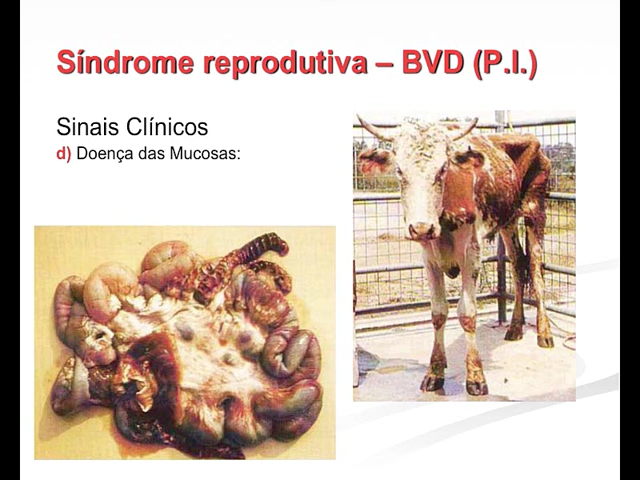 Síndrome reprodutiva – BVD (P.I.)
Sinais Clínicos
d) Doença das Mucosas: